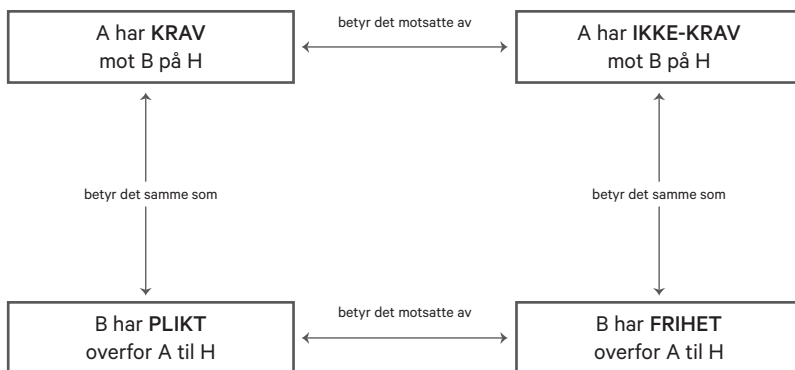 A har KRAV
mot B på H
betyr det motsatte av
A har IKKE-KRAV
mot B på H
betyr det samme som
betyr det samme som
B har PLIKT
overfor A til H
betyr det motsatte av
B har FRIHET
overfor A til H